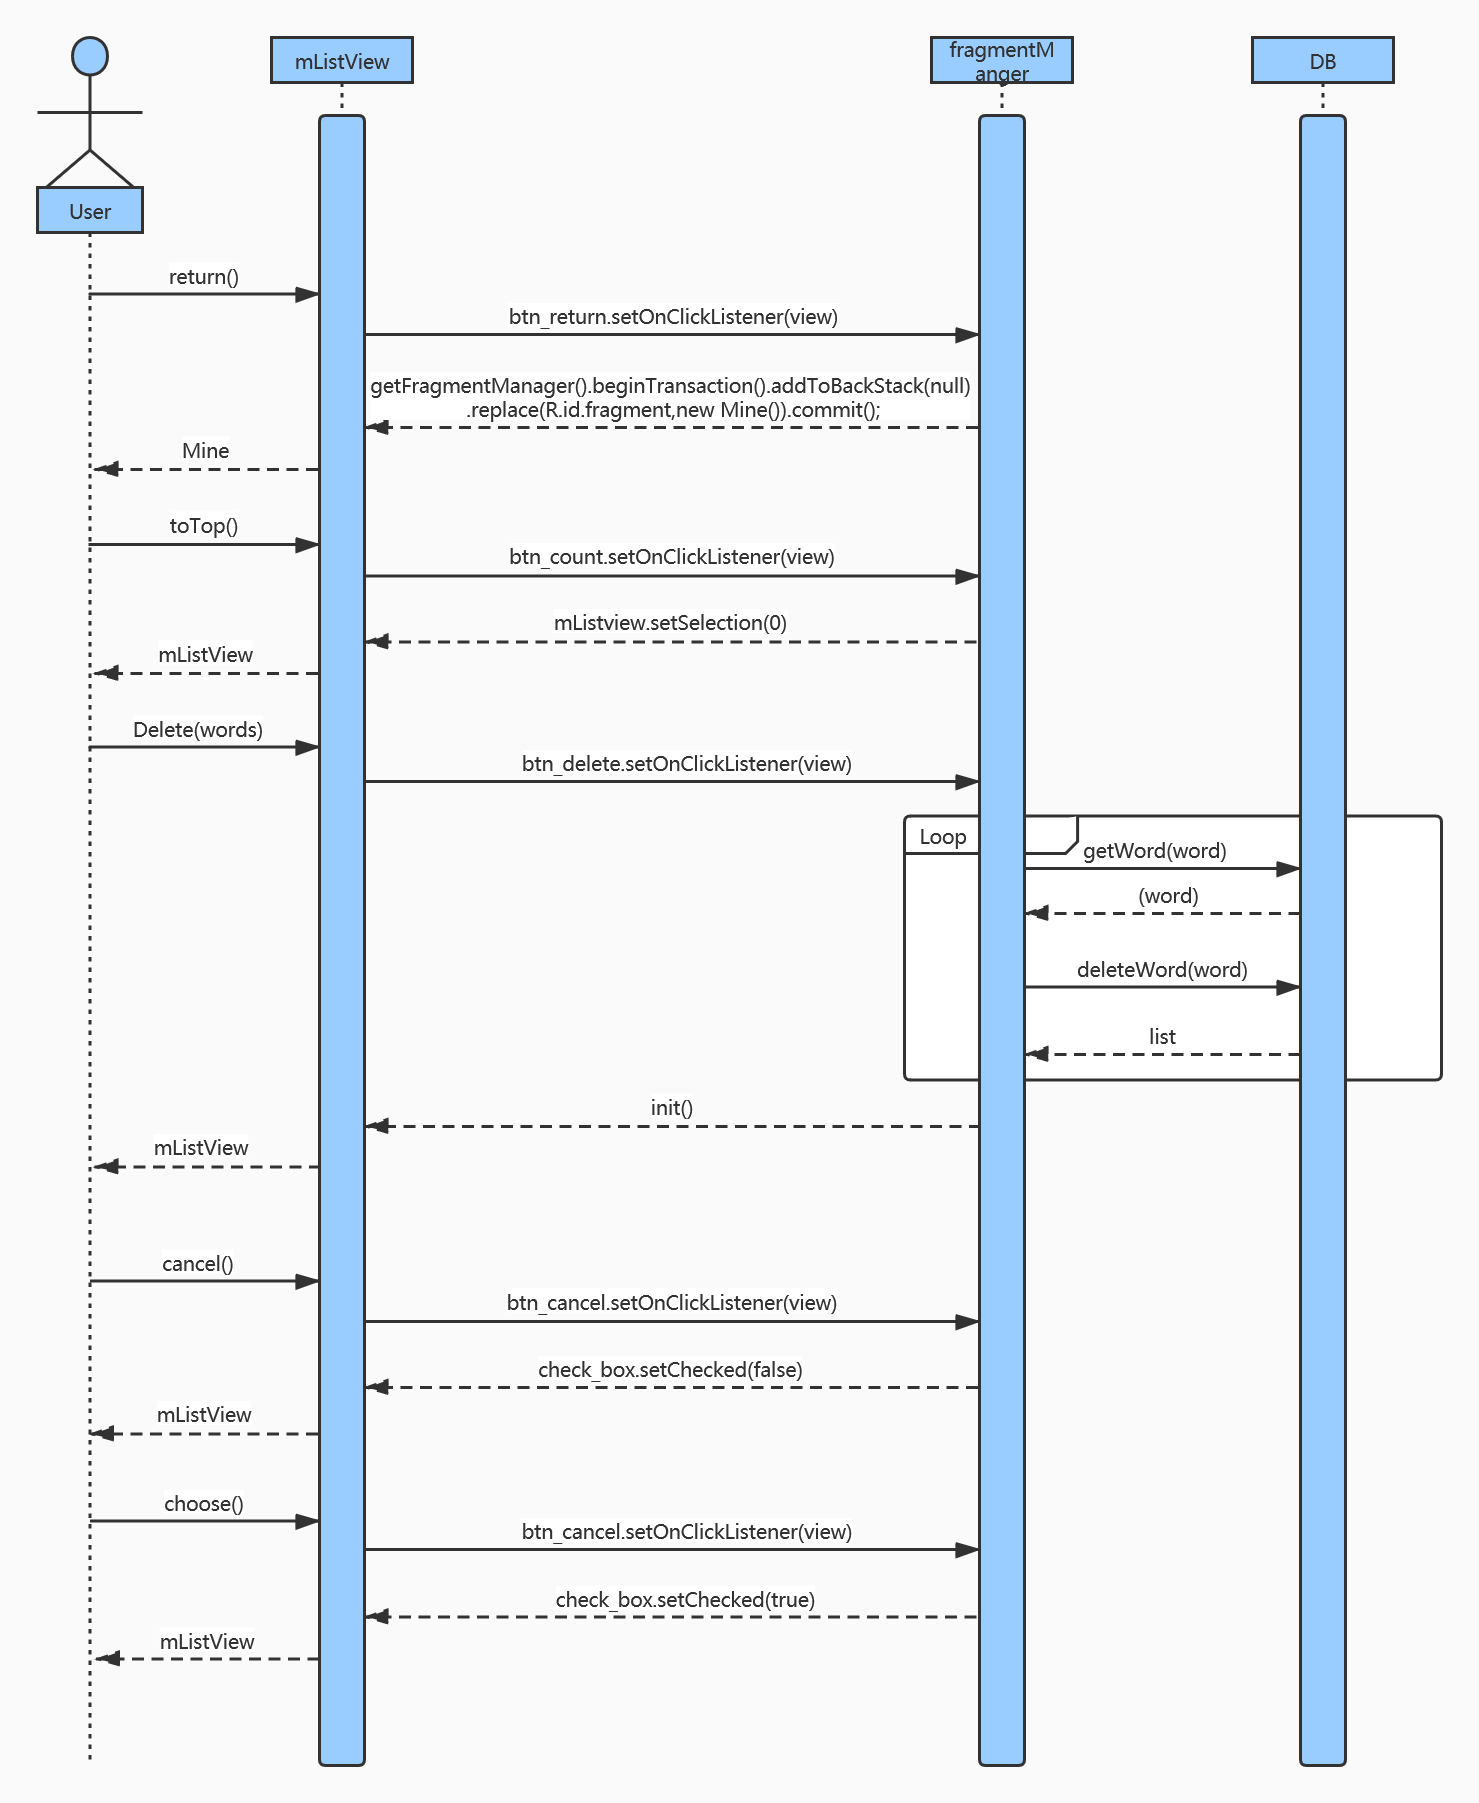 mListView
fragmentM
anger
DB
User
return()
btn_return.setOnClickListener(view)
getFragmentManager().beginTransaction().addToBackStack(null)
.replace(R.id.fragment,new Mine()).commit();
Mine
toTop()
btn_count.setOnClickListener(view)
mListview.setSelection(0)
mListView
Delete(words)
btn_delete.setOnClickListener(view)
Loop
getWord(word)
(word)
deleteWord(word)
list
init()
mListView
cancel()
btn_cancel.setOnClickListener(view)
check_box.setChecked(false)
mListView
choose()
btn_cancel.setOnClickListener(view)
check_box.setChecked(true)
mListView